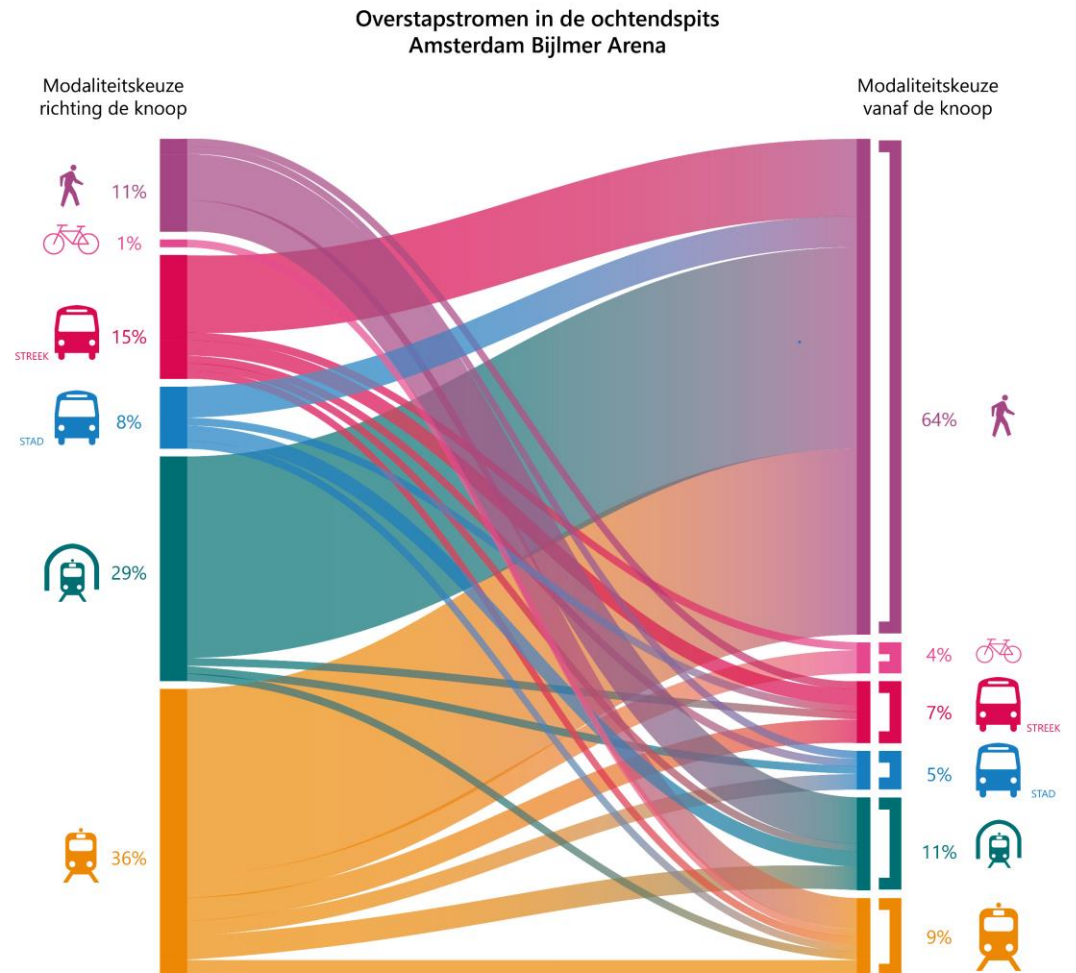 Overstapstromen in de ochtendspits
Amsterdam Bijlmer Arena
Modaliteitskeuze
richting de knoop
Modaliteitskeuze
vanaf de knoop
11%
1%
15%
STREEK
8%
STAD
29%
36%
64%
4%
7%
STREEK
5%
STAD
11%
9%